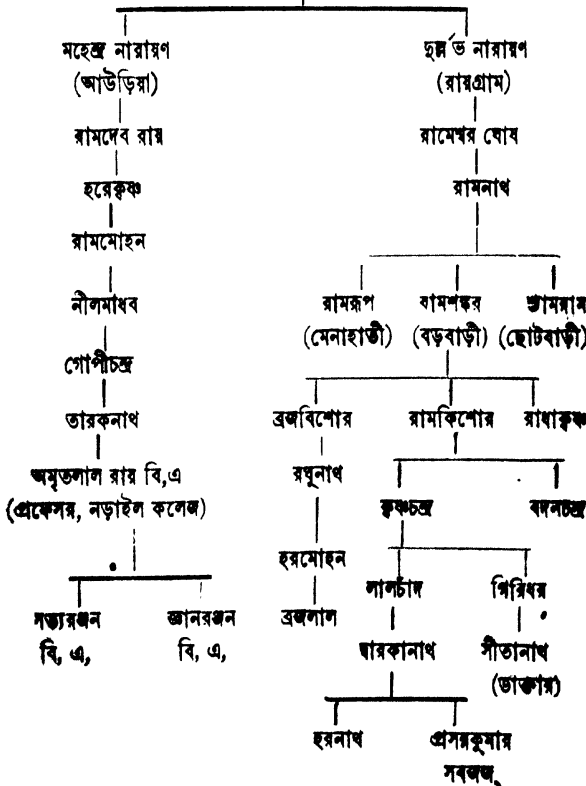 মহেন্দ্র নারায়ণ দুর্ল্লভ নারায়ণ
(আউড়িয়া) (রায়গ্রাম)
রামদেব রায় রামেশ্বর ঘোষ
হরেকৃষ্ণ রামনাথ
রামমোহন
নীলমাধব রামরূপ রামশঙ্কর শ্যামরাম
(মেনাহাতী) (বড়বাড়ী) (ছোটবাড়ী)
গোপীচন্দ্র
তারকনাথ ব্রজকিশোর রামকিশোর রাধাকৃষ্ণ
অমৃতলাল রায় বি,এ রঘুনাথ
(প্রফেসর, নড়াইল কলেজ) কৃষ্ণচন্দ্র বদনচন্দ্র
হরমোহন
লালচাঁদ গিরিধর
সত্যরঞ্জন জ্ঞানরঞ্জন ব্রজলাল
বি, এ, বি, এ, দ্বারকানাথ সীতানাথ
(ডাক্তার)
হরনাথ প্রসন্নকুমার
সবজজ্